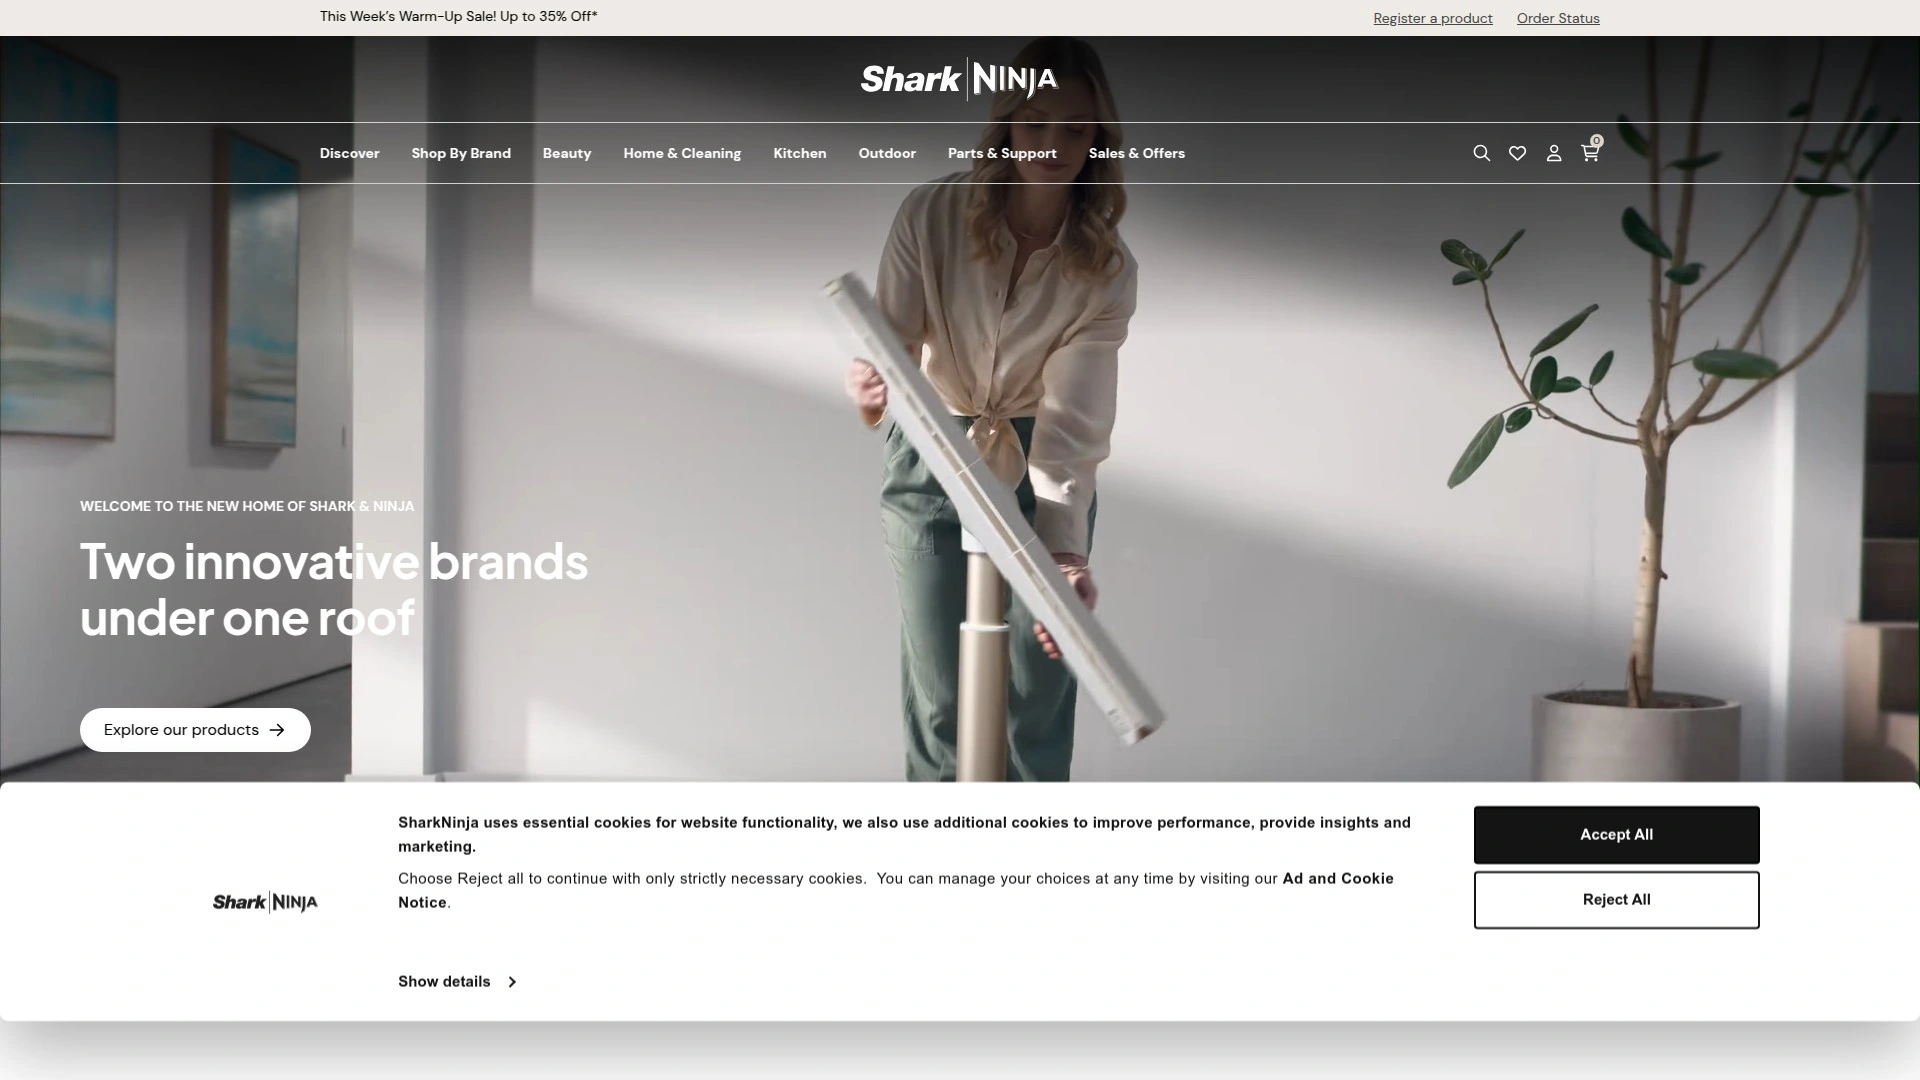 This Week's Warm-Up Sale! Up to 35% Off*
Register a product
Order Status
Shark NINJA
Discover
Shop By Brand
Beauty
Home & Cleaning
Kitchen
Outdoor
Parts & Support
Sales & Offers
0
WELCOME TO THE NEW HOME OF SHARK & NINJA
Two innovative brands
under one roof
Explore our products
SharkNinja uses essential cookies for website functionality, we also use additional cookies to improve performance, provide insights and
marketing.
Choose Reject all to continue with only strictly necessary cookies.  You can manage your choices at any time by visiting our Ad and Cookie
Notice.
Shark NINJA
Show details
Accept All
Reject All